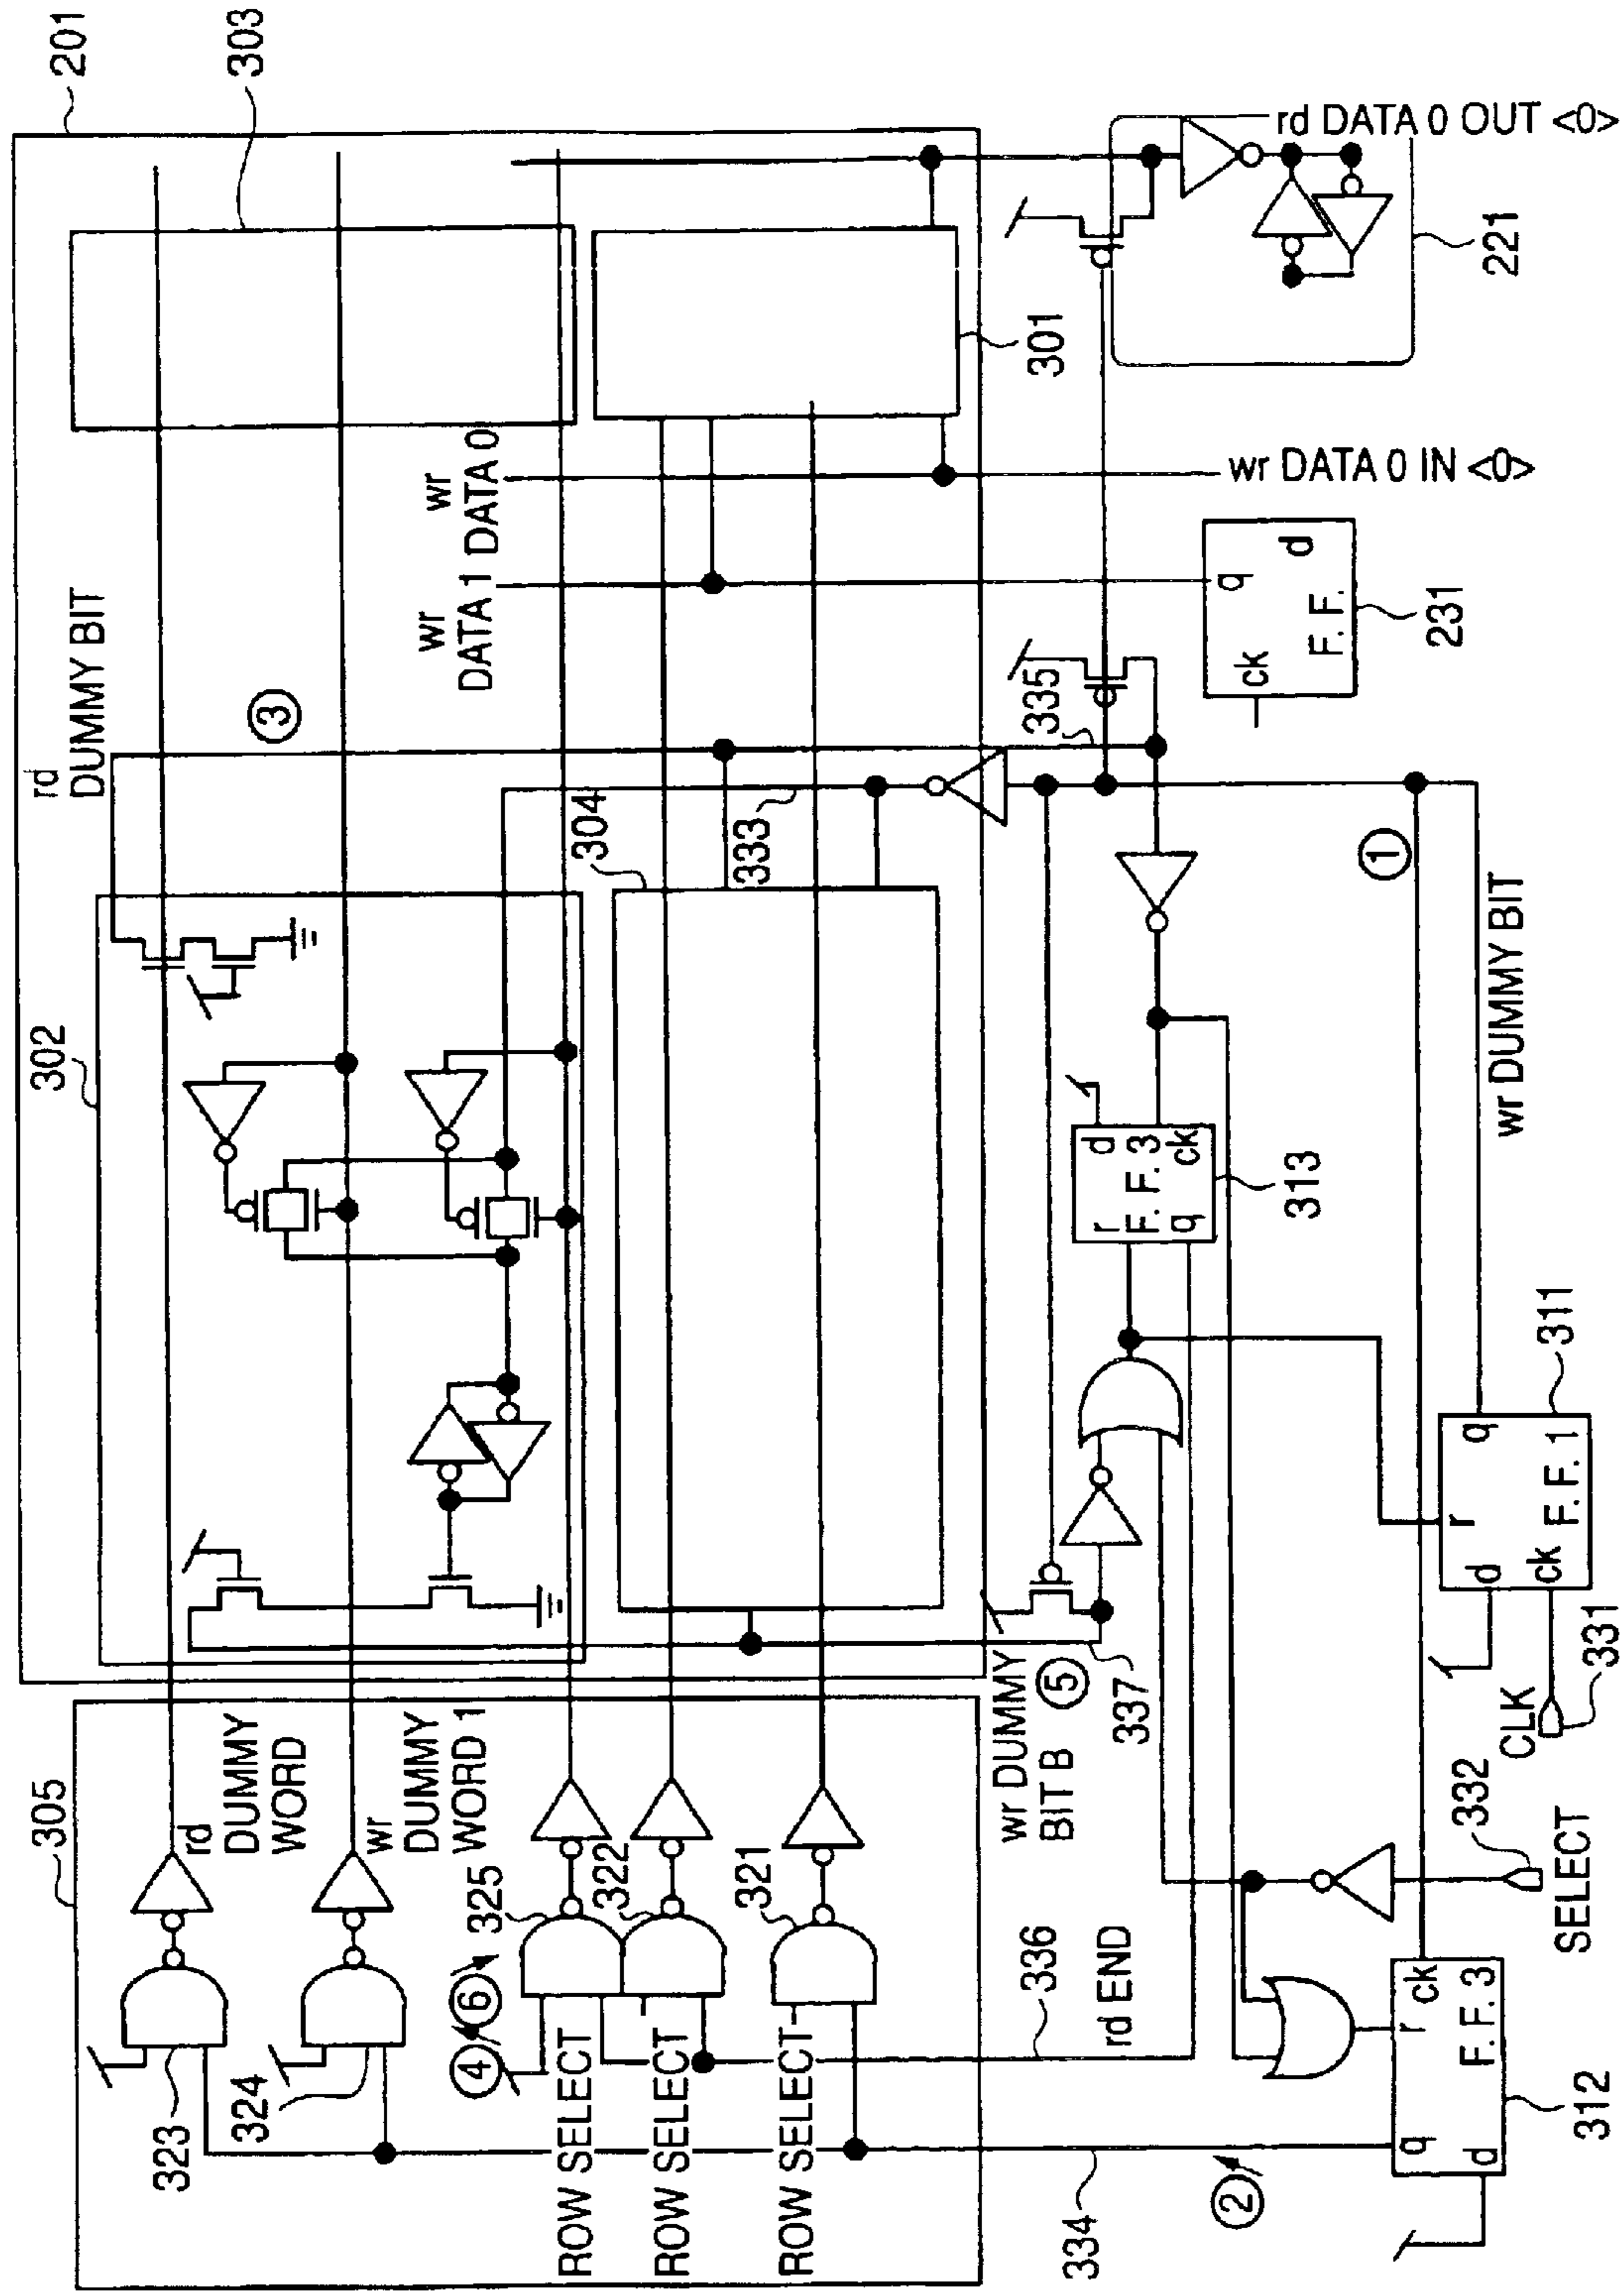 201
303
rd
DUMMY BIT
③
302
304
333
wr
DATA 1
wr
DATA 0
301
335
rd DATA 0 OUT <0>
221
wr DATA 0 IN <0>
ck
q
d
F. F.
231
①
wr DUMMY BIT
305
rd
DUMMY
WORD
wr
DUMMY
WORD 1
323
324
④
⑥
325
322
321
ROW SELECT
ROW SELECT
ROW SELECT
wr DUMMY
BIT B
⑤
337
r
d
F. F. 3
q
ck
313
rd END
336
334
②
q
r
ck
d
F. F. 3
312
SELECT
332
CLK
331
d
r
q
ck
F. F. 1
311